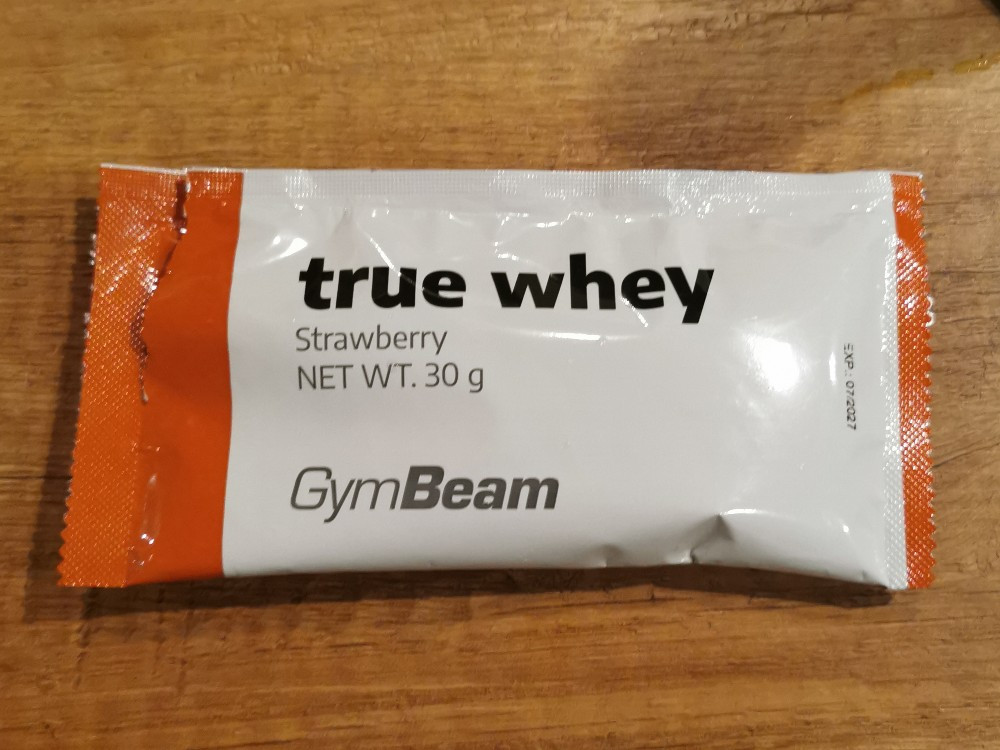 true whey
Strawberry
NET WT. 30 g
GymBeam
EXP.: 07/2027